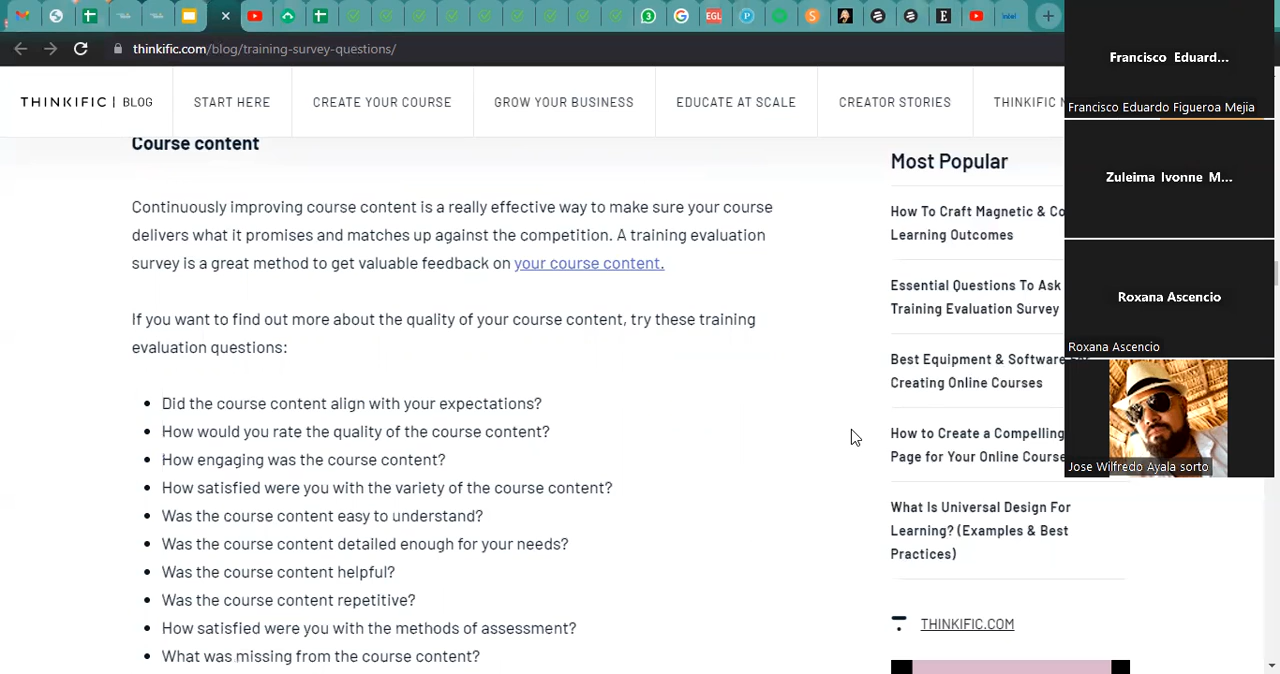 thinkific.com/blog/training-survey-questions/
THINKIFIC | BLOG
START HERE
CREATE YOUR COURSE
GROW YOUR BUSINESS
EDUCATE AT SCALE
CREATOR STORIES
THINKIFIC
Course content
Continuously improving course content is a really effective way to make sure your course
delivers what it promises and matches up against the competition. A training evaluation
survey is a great method to get valuable feedback on your course content.
If you want to find out more about the quality of your course content, try these training
evaluation questions:
• Did the course content align with your expectations?
• How would you rate the quality of the course content?
• How engaging was the course content?
• How satisfied were you with the variety of the course content?
• Was the course content easy to understand?
• Was the course content detailed enough for your needs?
• Was the course content helpful?
• Was the course content repetitive?
• How satisfied were you with the methods of assessment?
• What was missing from the course content?
Most Popular
How To Craft Magnetic & Co
Learning Outcomes
Essential Questions To Ask
Training Evaluation Survey
Best Equipment & Software
Creating Online Courses
How to Create a Compelling
Page for Your Online Course
What Is Universal Design For
Learning? (Examples & Best
Practices)
THINKIFIC.COM
Francisco Eduard...
Francisco Eduardo Figueroa Mejia
Zuleima Ivonne M...
Roxana Ascencio
Roxana Ascencio
Jose Wilfredo Ayala sorto
3
EGL
P
S
E
intel